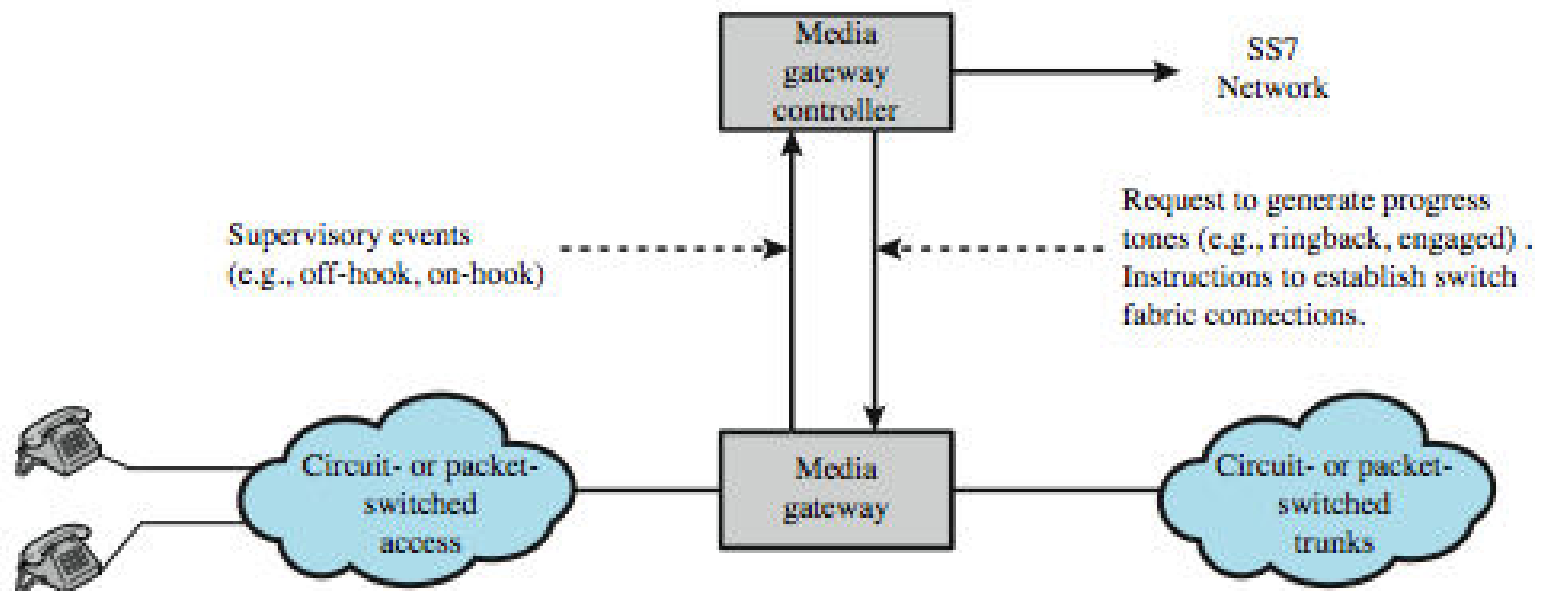 Media
gateway
controller
SS7
Network
Supervisory events
(e.g., off-hook, on-hook)
Request to generate progress
tones (e.g., ringback, engaged) .
Instructions to establish switch
fabric connections.
Circuit- or packet-
switched
access
Media
gateway
Circuit- or packet-
switched
trunks